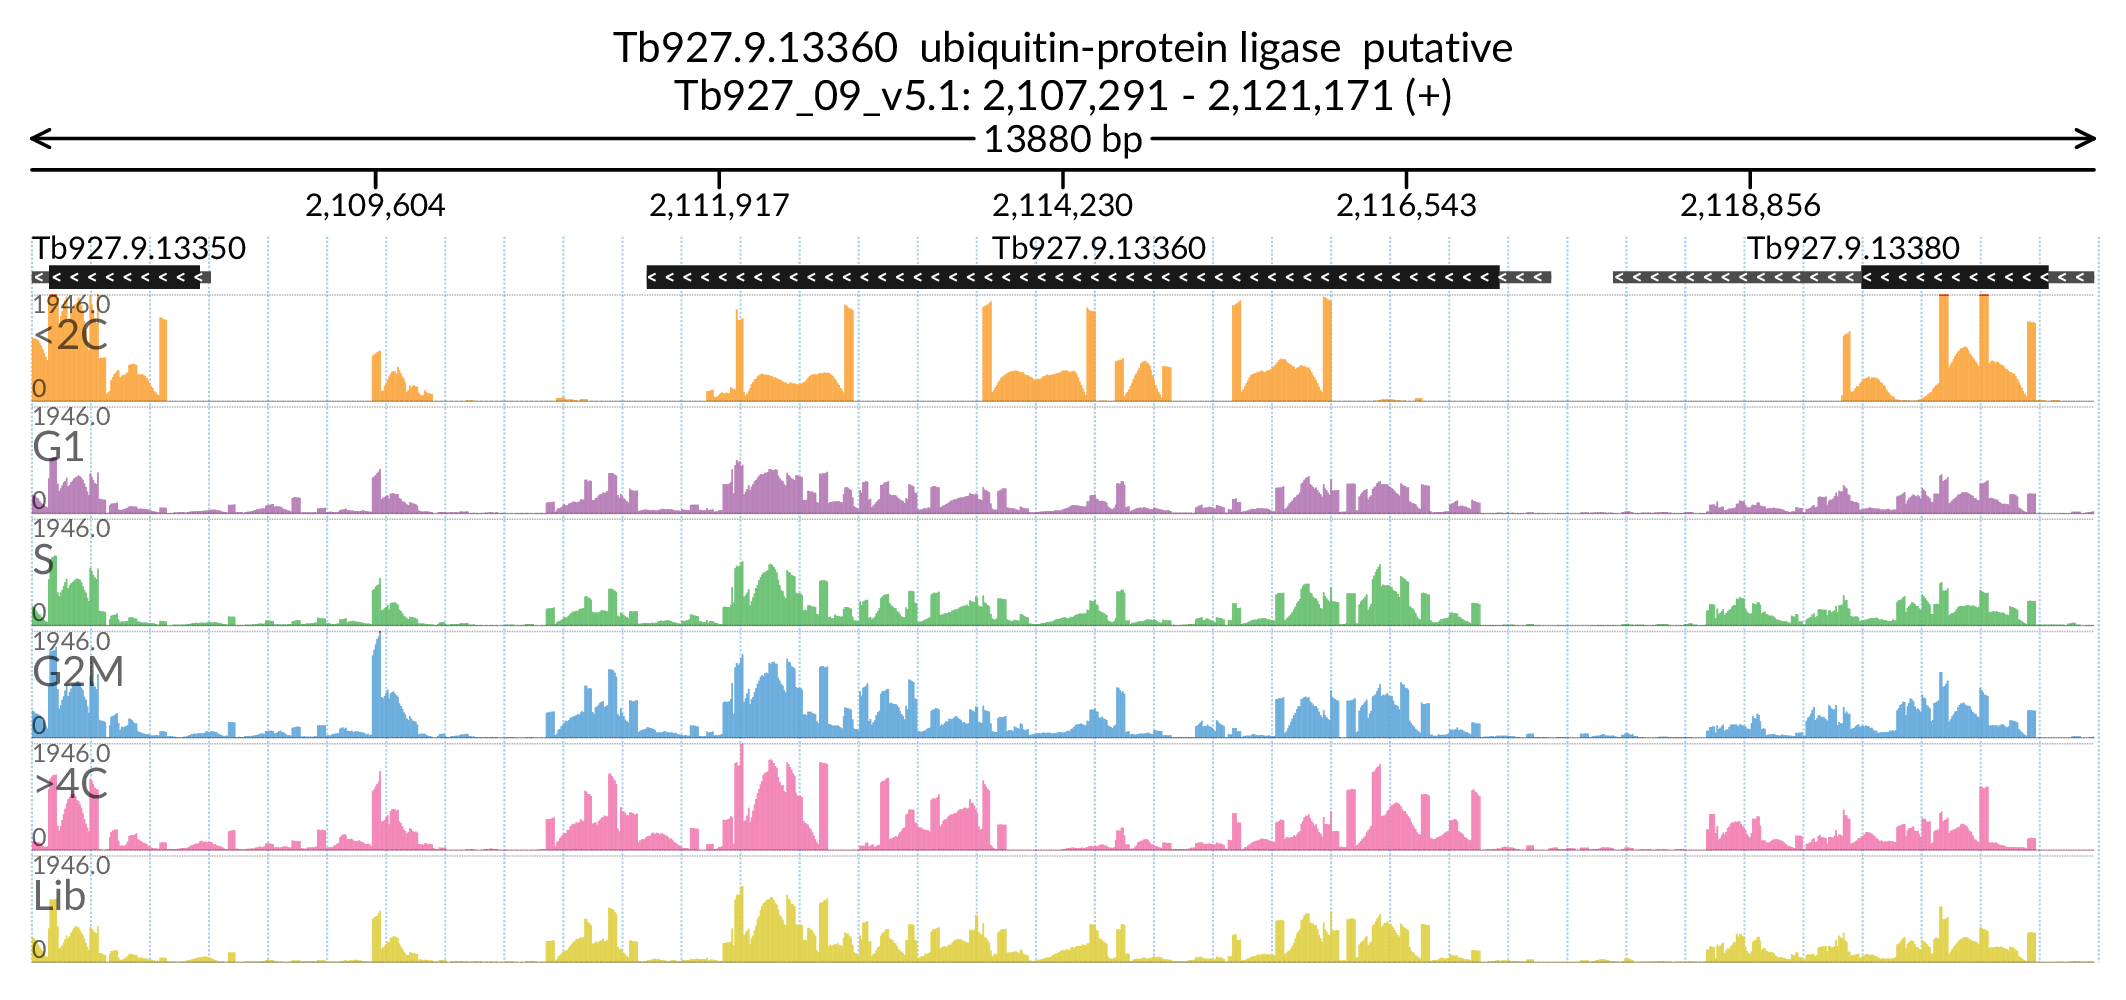 Tb927.9.13360 ubiquitin-protein ligase putative
Tb927_09_v5.1: 2,107,291 - 2,121,171 (+)
13880 bp
2,109,604 2,111,917 2,114,230 2,116,543 2,118,856
Tb927.9.13350 Tb927.9.13360 Tb927.9.13380
1946.0
<2C
0
1946.0
G1
0
1946.0
S
0
1946.0
G2M
0
1946.0
>4C
0
1946.0
Lib
0